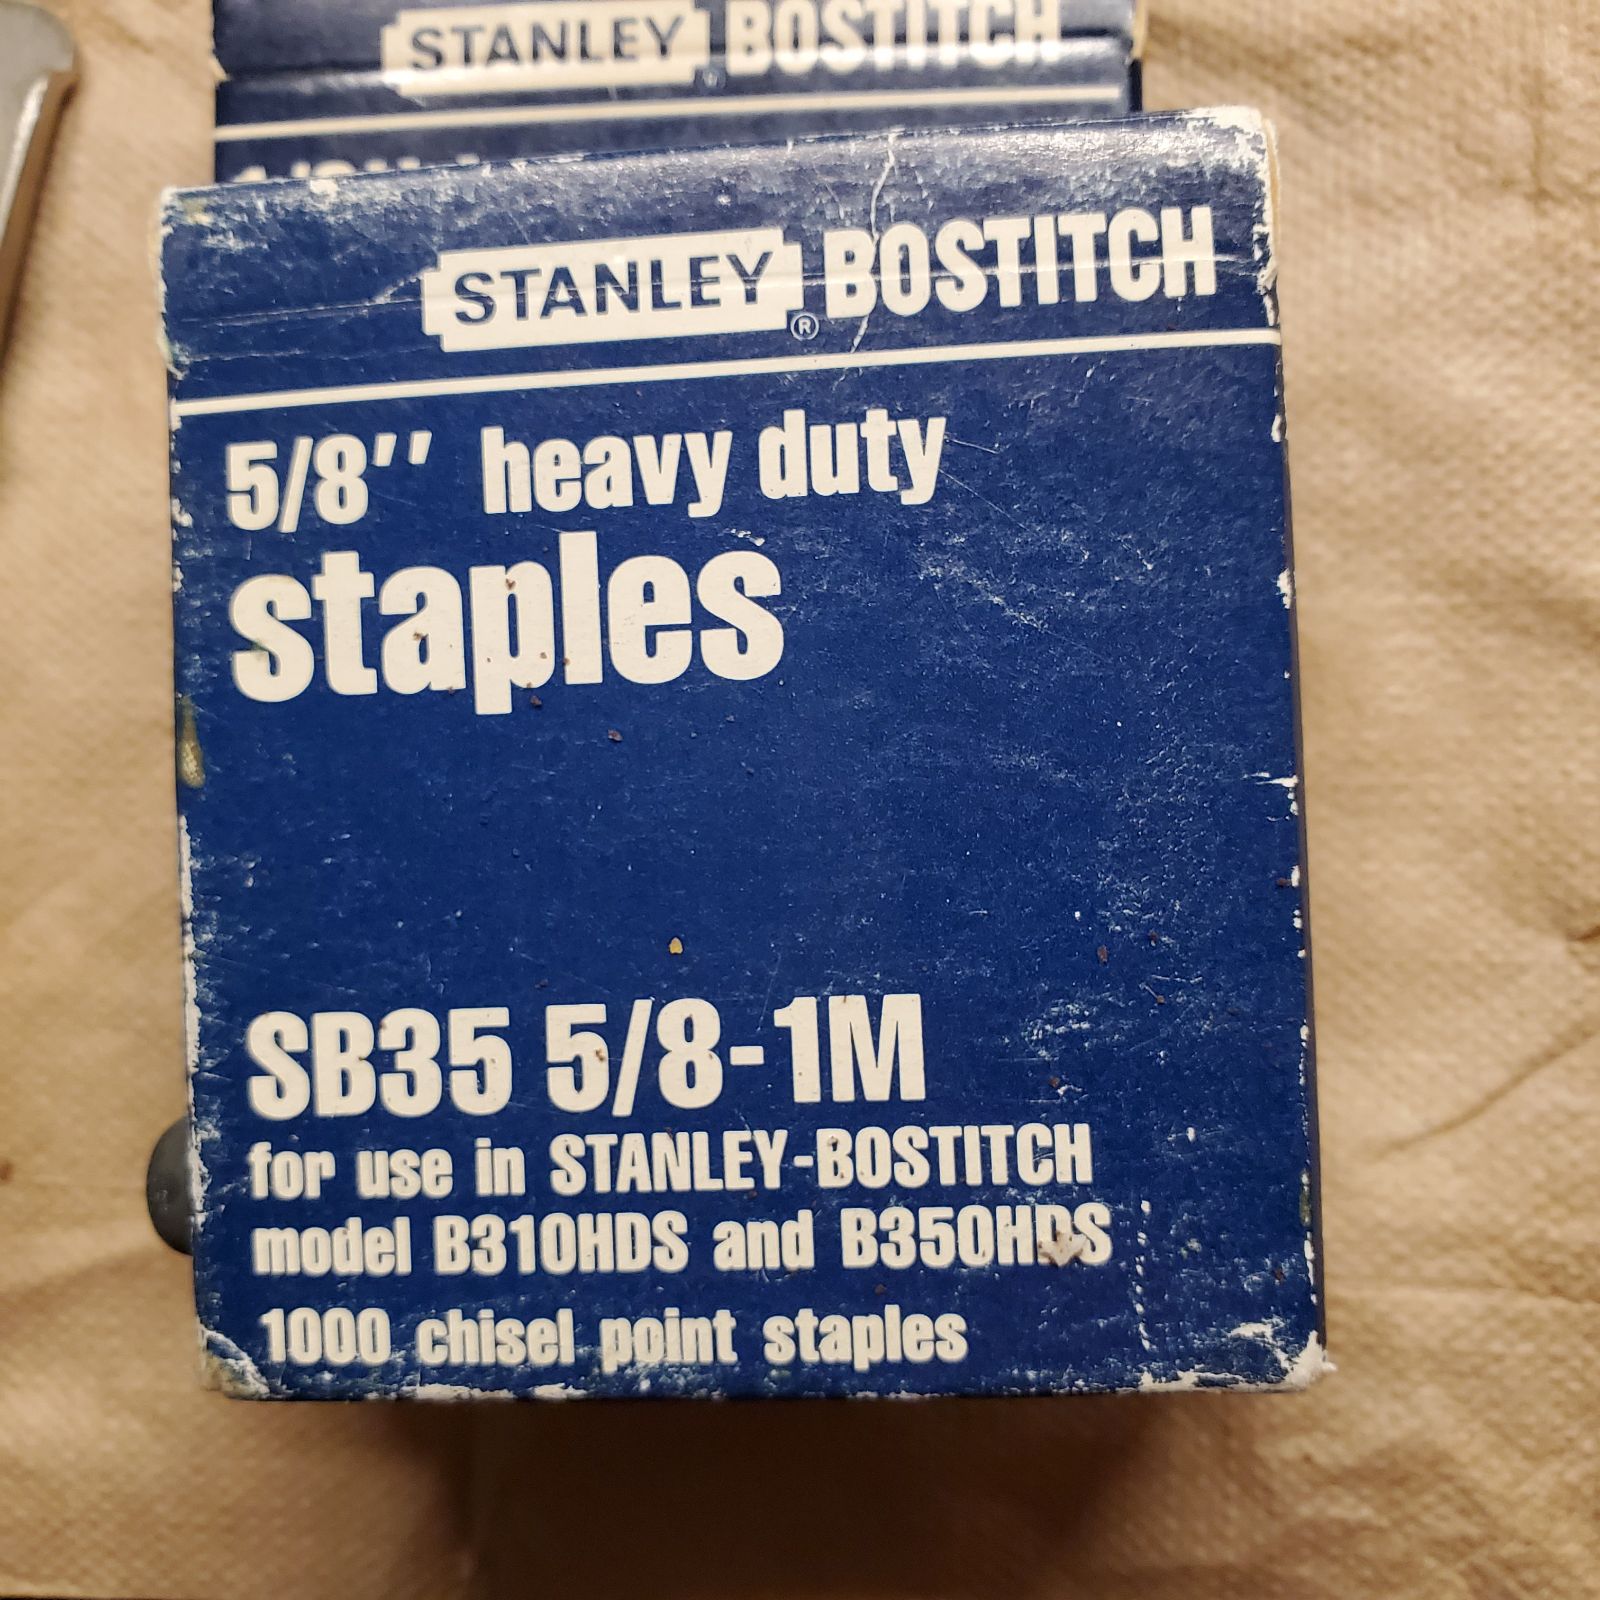 STANLEY BOSTITCH
STANLEY® BOSTITCH
5/8" heavy duty
staples
SB35 5/8-1M
for use in STANLEY-BOSTITCH
model B310HDS and B350HDS
1000 chisel point staples